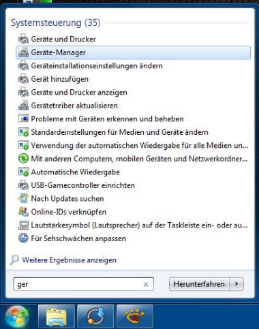 Systemsteuerung (35)
Geräte und Drucker
Geräte-Manager
Geräteinstallationseinstellungen ändern
Gerät hinzufügen
Geräte und Drucker anzeigen
Gerätetreiber aktualisieren
Probleme mit Geräten erkennen und beheben
Standardeinstellungen für Medien und Geräte ändern
Verwendung der automatischen Wiedergabe für alle Medien un...
Mit anderen Computern, mobilen Geräten und Netzwerkordner...
Automatische Wiedergabe
USB-Gamecontroller einrichten
Nach Updates suchen
Online-IDs verknüpfen
Lautstärkesymbol (Lautsprecher) auf der Taskleiste ein- oder au...
Für Sehschwächen anpassen
Weitere Ergebnisse anzeigen
ger
Herunterfahren